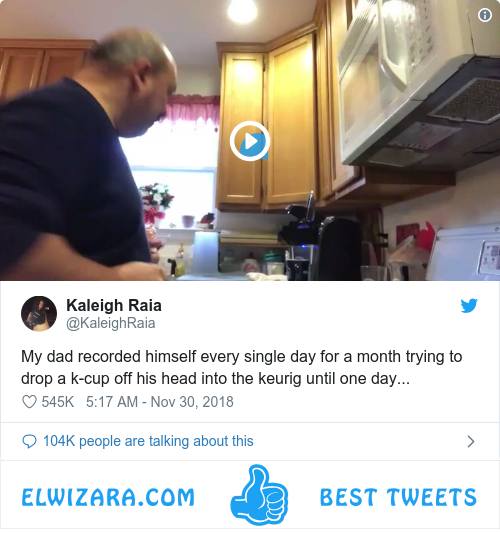 Kaleigh Raia
@KaleighRaia
My dad recorded himself every single day for a month trying to
drop a k-cup off his head into the keurig until one day...
545K 5:17 AM - Nov 30, 2018
104K people are talking about this
ELWIZARA.COM BEST TWEETS